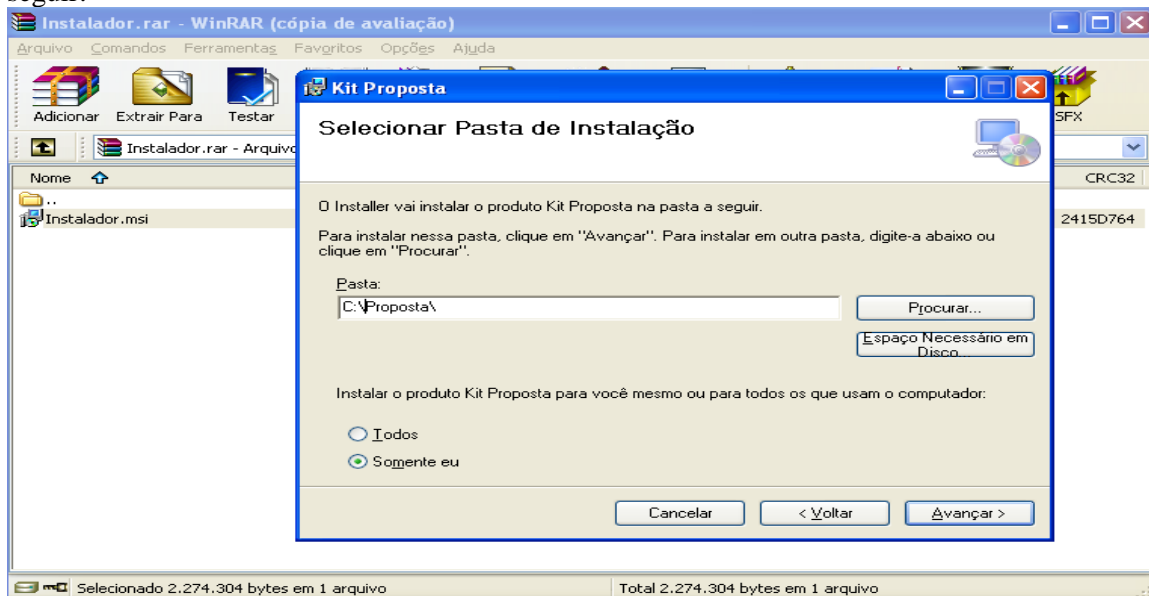 seguir:
Instalador.rar - WinRAR (cópia de avaliação)
Arquivo Comandos Ferramentas Favoritos Opções Ajuda
Adicionar Extrair Para Testar SFX
Instalador.rar - Arquivo
Nome CRC32
..
Instalador.msi 2415D764
Kit Proposta
Selecionar Pasta de Instalação
O Installer vai instalar o produto Kit Proposta na pasta a seguir.
Para instalar nessa pasta, clique em "Avançar". Para instalar em outra pasta, digite-a abaixo ou
clique em "Procurar".
Pasta:
C:\Proposta\
Procurar...
Espaço Necessário em
Disco...
Instalar o produto Kit Proposta para você mesmo ou para todos os que usam o computador:
Todos
Somente eu
Cancelar < Voltar Avançar >
Selecionado 2.274.304 bytes em 1 arquivo Total 2.274.304 bytes em 1 arquivo